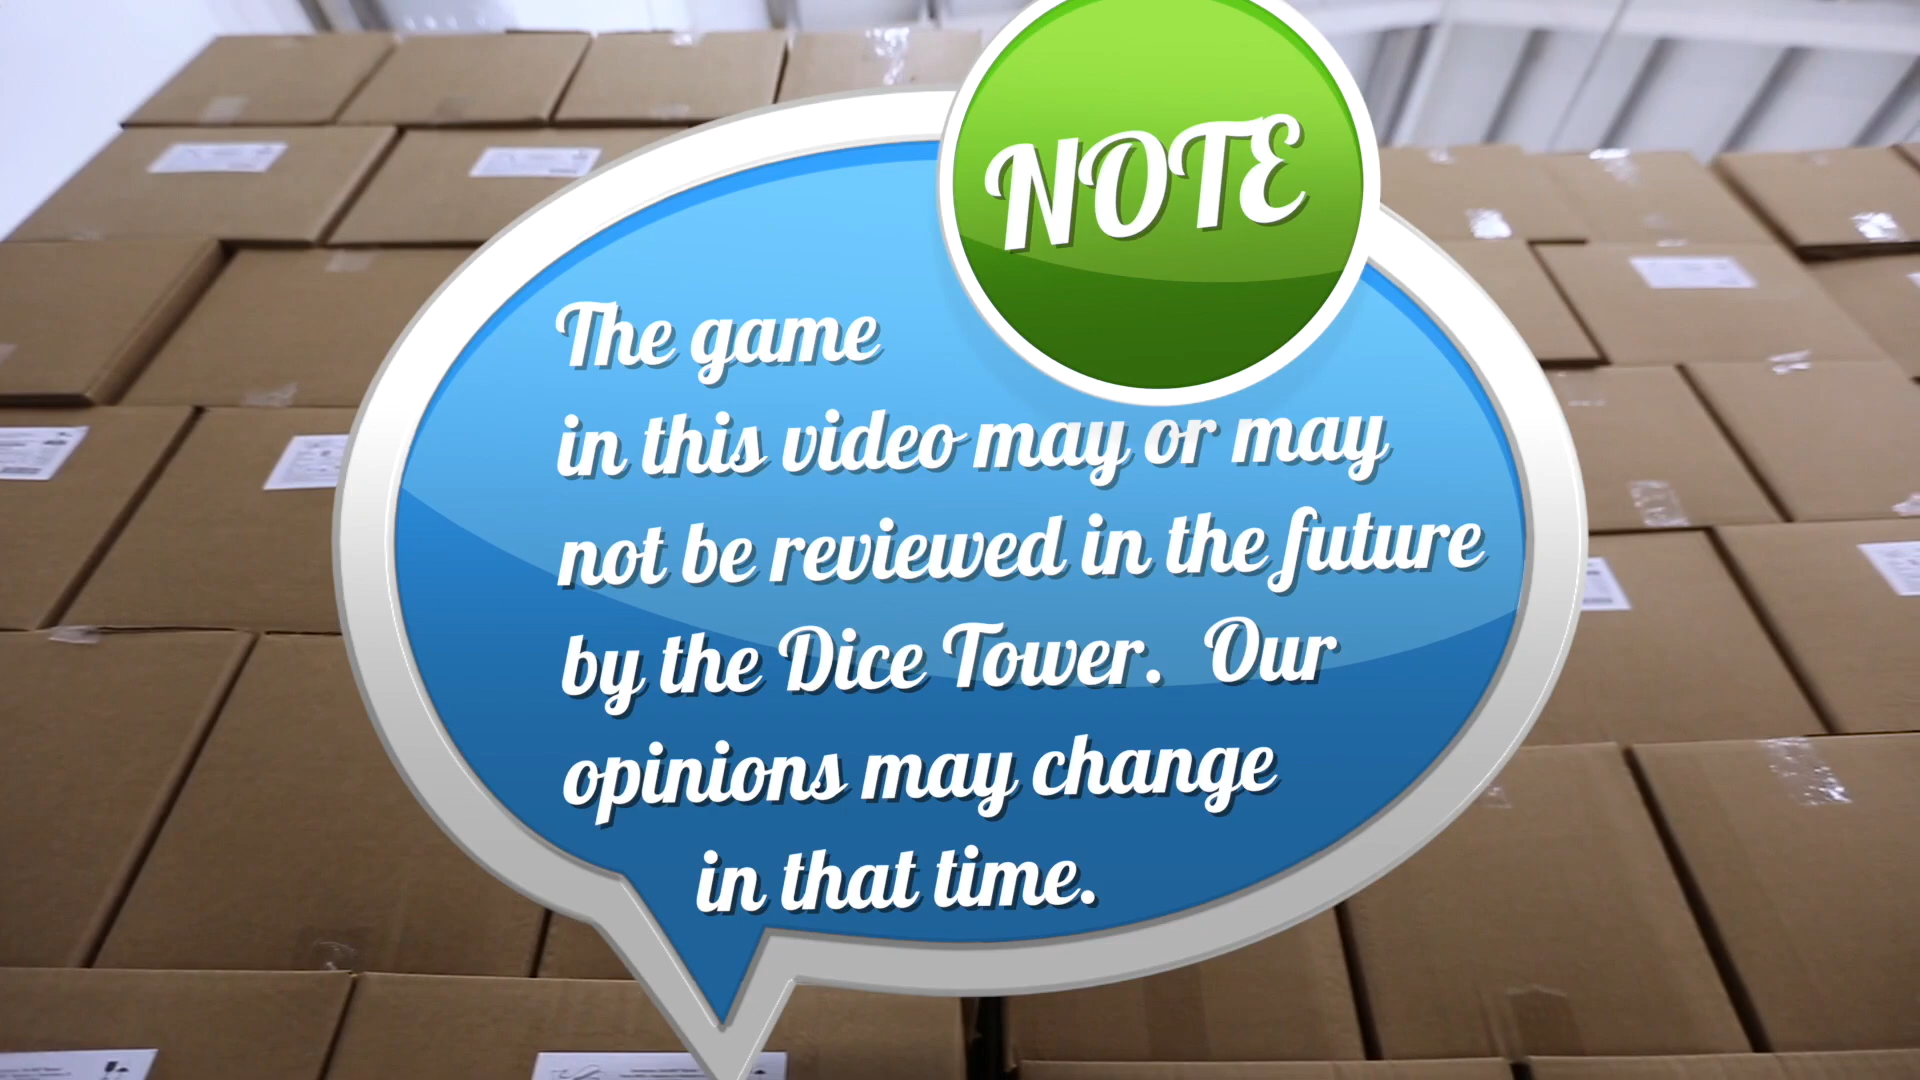 NOTE
The game
in this video may or may
not be reviewed in the future
by the Dice Tower. Our
opinions may change
in that time.